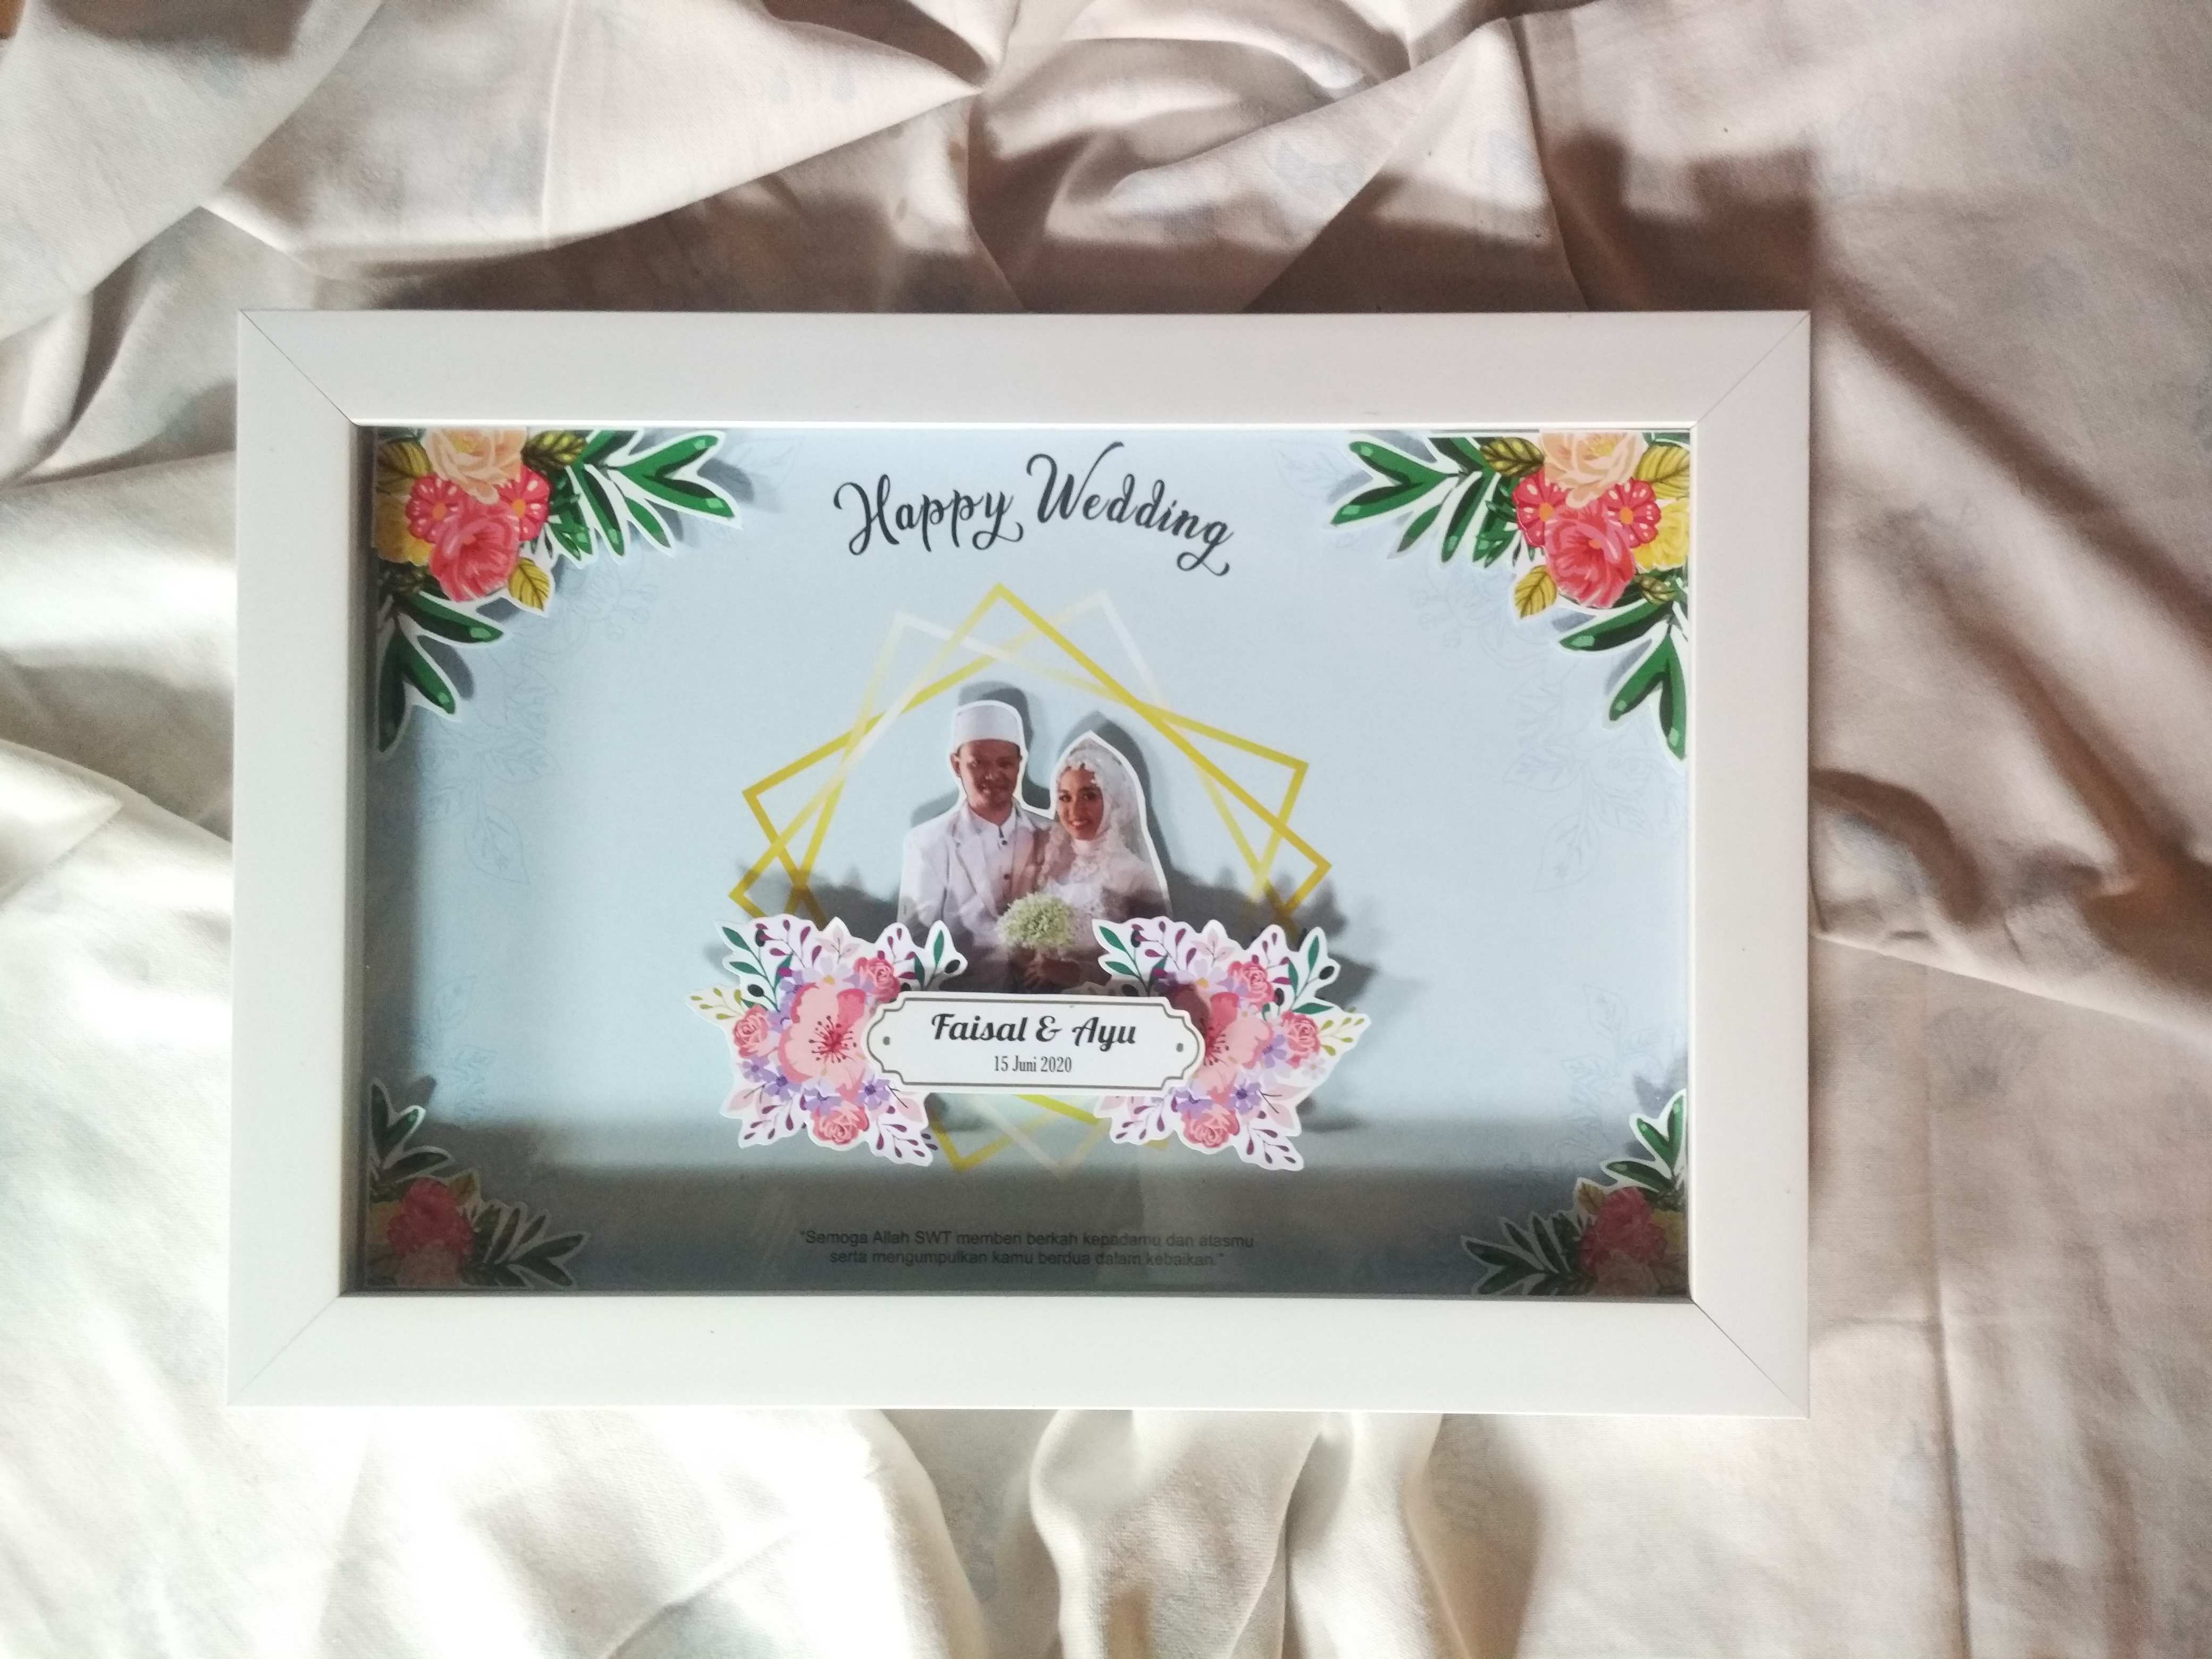 Happy Wedding
Faisal & Ayu
15 Juni 2020
"Semoga Allah SWT memberi berkah kepadamu dan atasmu
serta mengumpulkan kamu berdua dalam kebaikan."